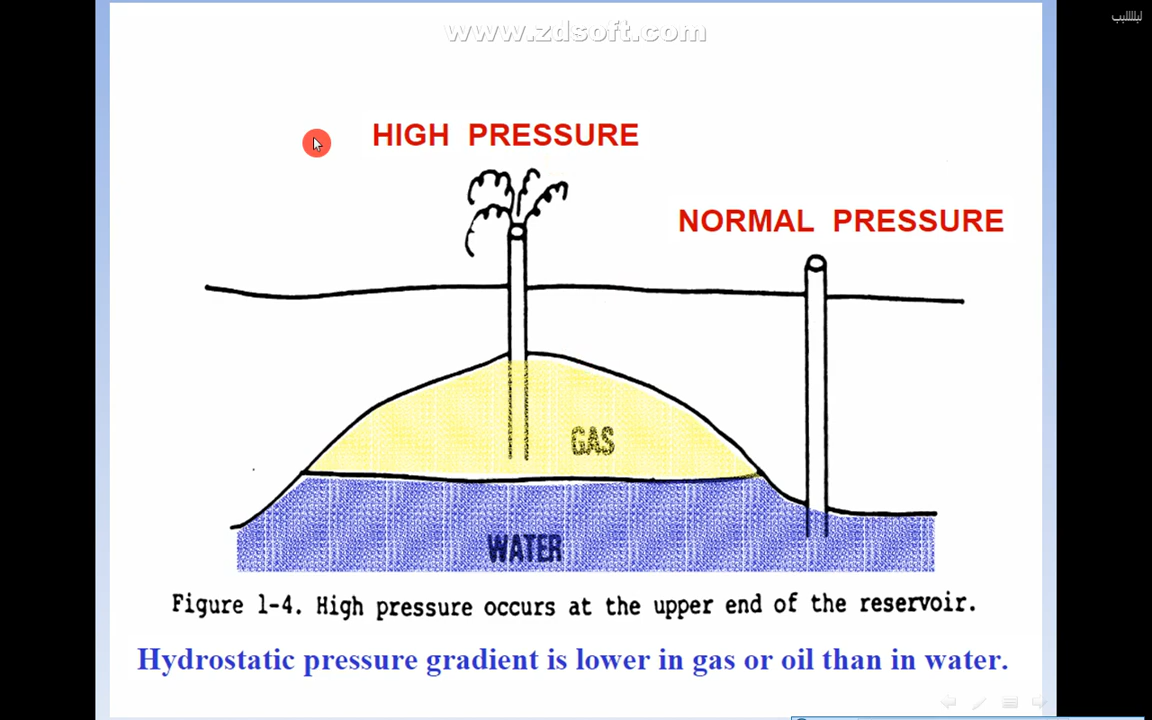 www.zdsoft.com
HIGH PRESSURE
NORMAL PRESSURE
GAS
WATER
Figure 1-4. High pressure occurs at the upper end of the reservoir.
Hydrostatic pressure gradient is lower in gas or oil than in water.